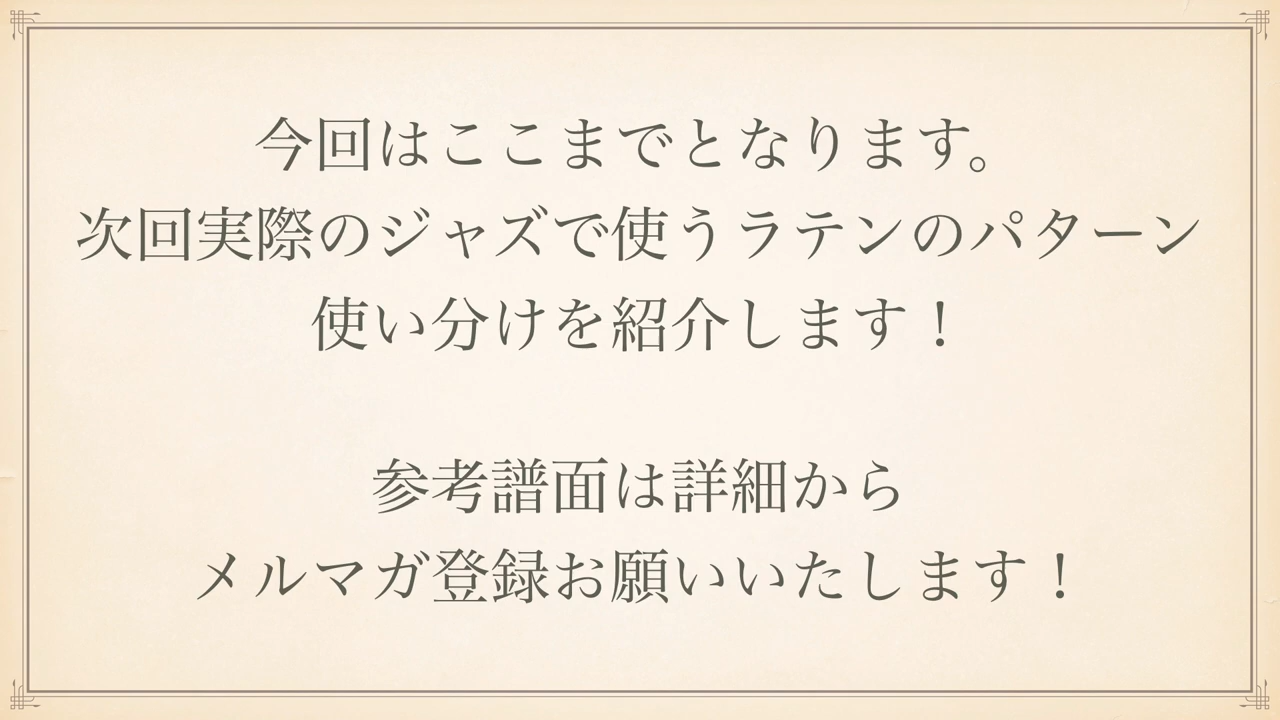 今回はここまでとなります。
次回実際のジャズで使うラテンのパターン
使い分けを紹介します！
参考譜面は詳細から
メルマガ登録お願いいたします！